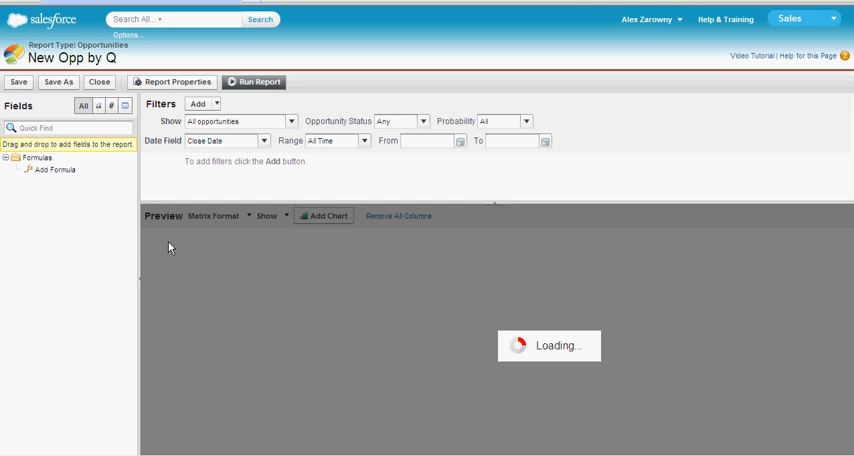 salesforce Search All... Search Alex Zarowny Help & Training Sales
Options...
Report Type: Opportunities
New Opp by Q
Video Tutorial | Help for this Page
Save Save As Close Report Properties Run Report
Fields All # Filters Add
Quick Find Show All opportunities Opportunity Status Any Probability All
Drag and drop to add fields to the report. Date Field Close Date Range All Time From To
Formulas To add filters click the Add button.
Add Formula
Preview Matrix Format Show Add Chart Remove All Columns
Loading...